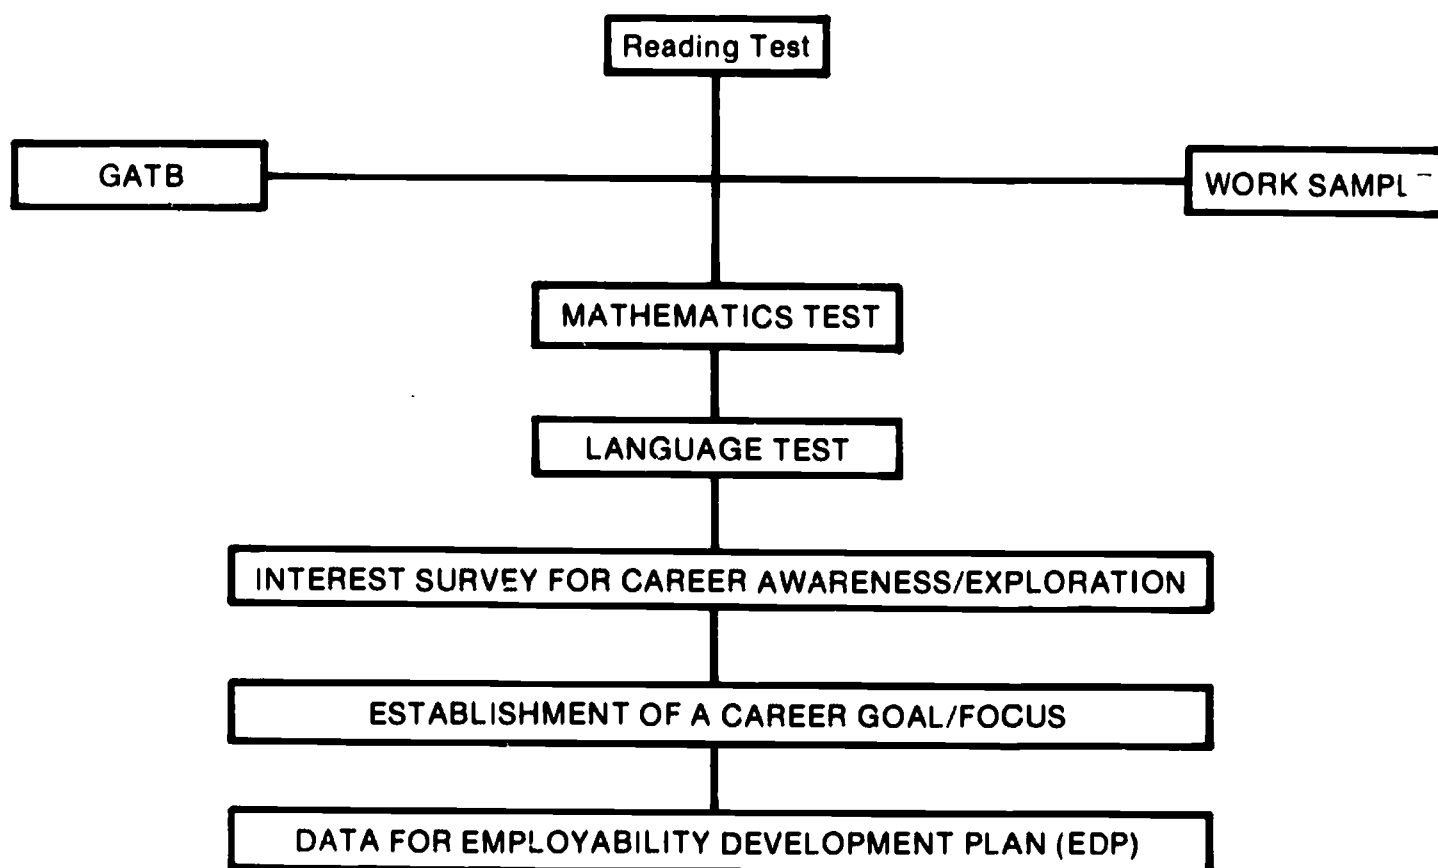 Reading Test
GATB
WORK SAMPL
MATHEMATICS TEST
LANGUAGE TEST
INTEREST SURVEY FOR CAREER AWARENESS/EXPLORATION
ESTABLISHMENT OF A CAREER GOAL/FOCUS
DATA FOR EMPLOYABILITY DEVELOPMENT PLAN (EDP)